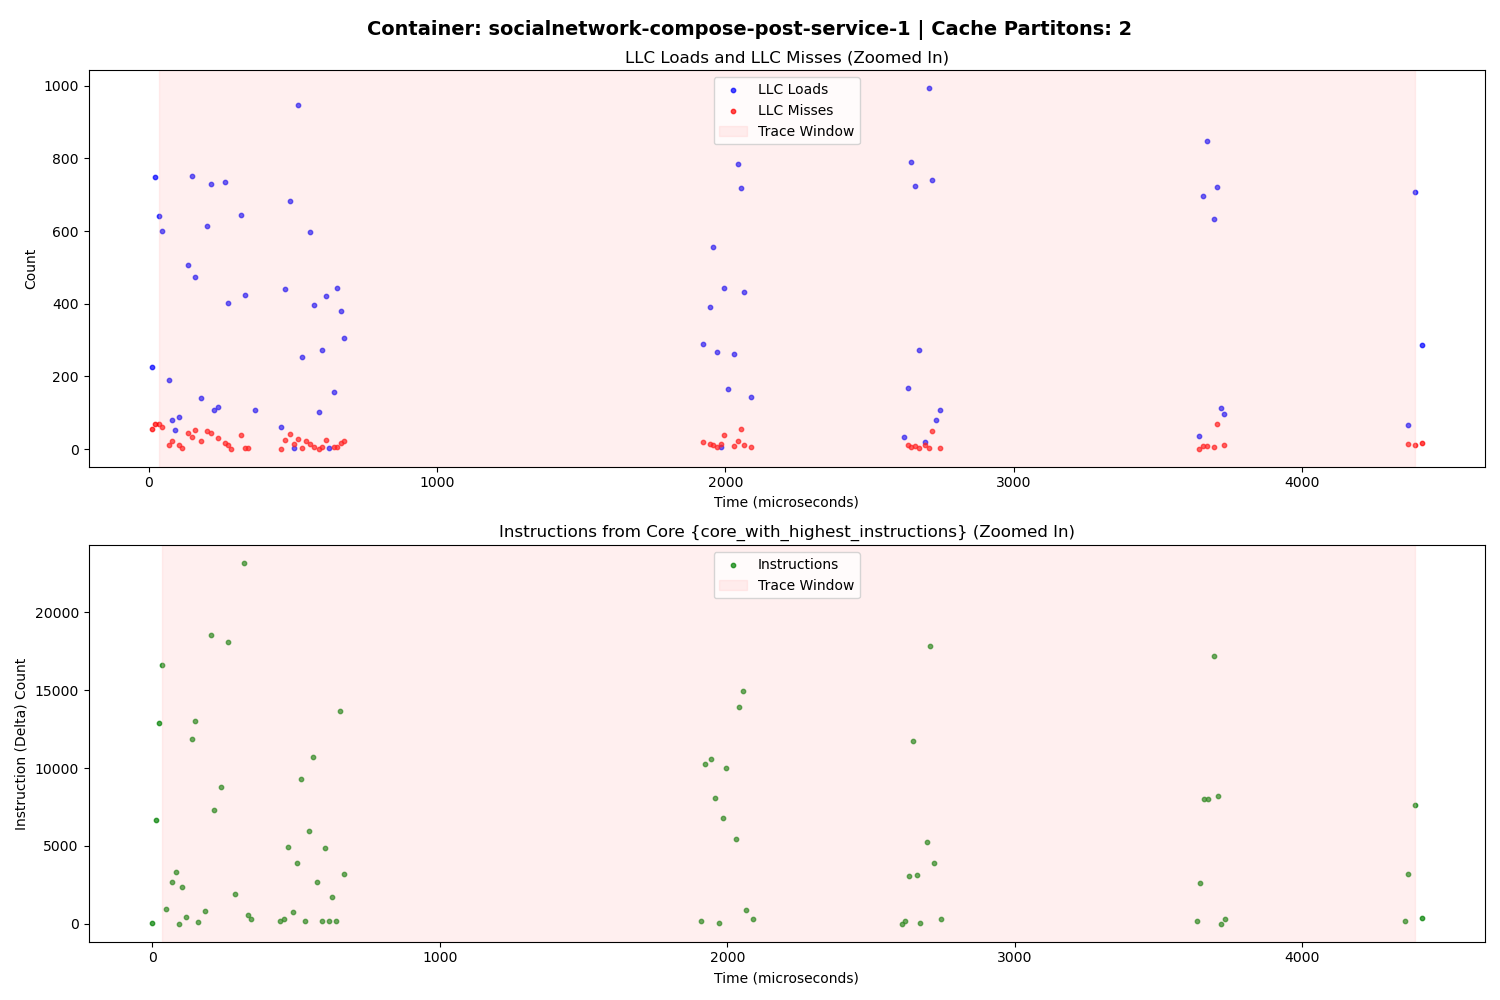 Container: socialnetwork-compose-post-service-1 | Cache Partitons: 2
LLC Loads and LLC Misses (Zoomed In)
1000
800
600
400
200
0
Count
LLC Loads
LLC Misses
Trace Window
0 1000 2000 3000 4000
Time (microseconds)
Instructions from Core {core_with_highest_instructions} (Zoomed In)
20000
15000
10000
5000
0
Instruction (Delta) Count
Instructions
Trace Window
0 1000 2000 3000 4000
Time (microseconds)